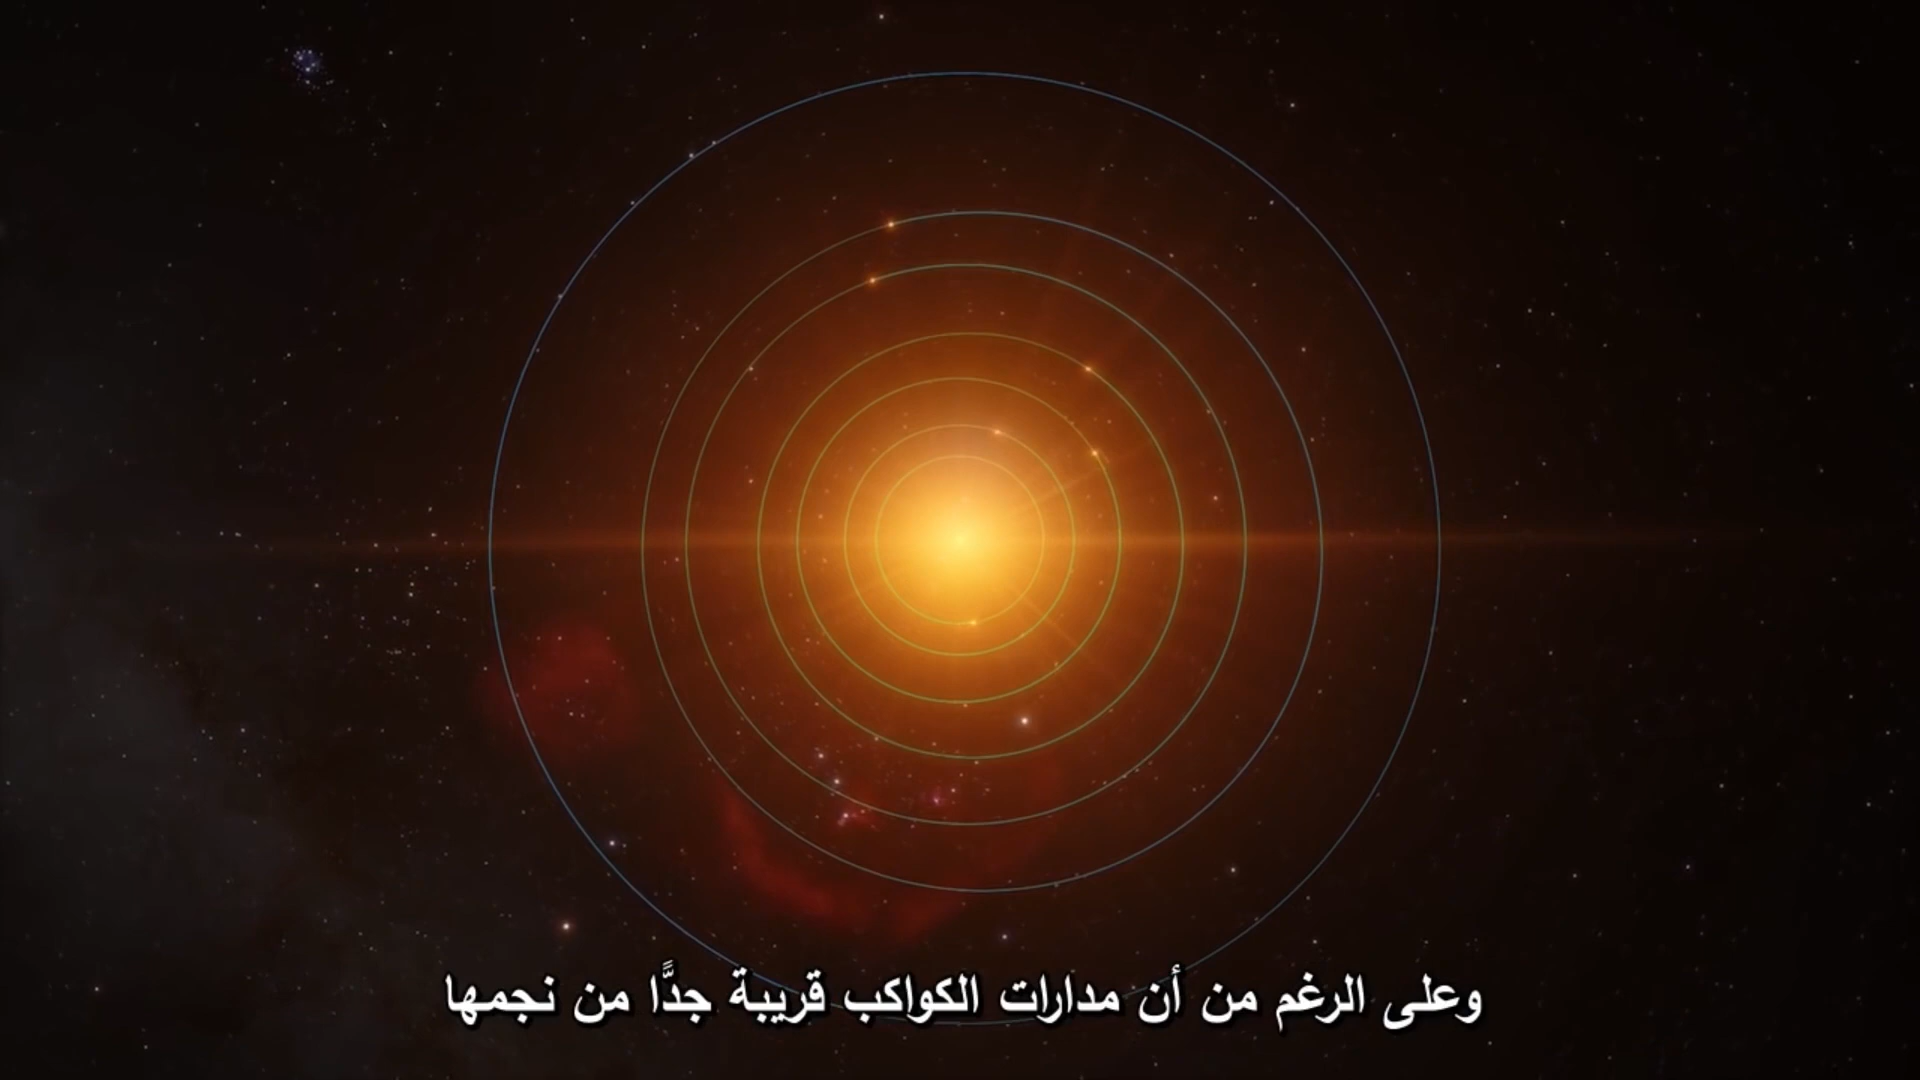 وعلى الرغم من أن مدارات الكواكب قريبة جدًّا من نجمها